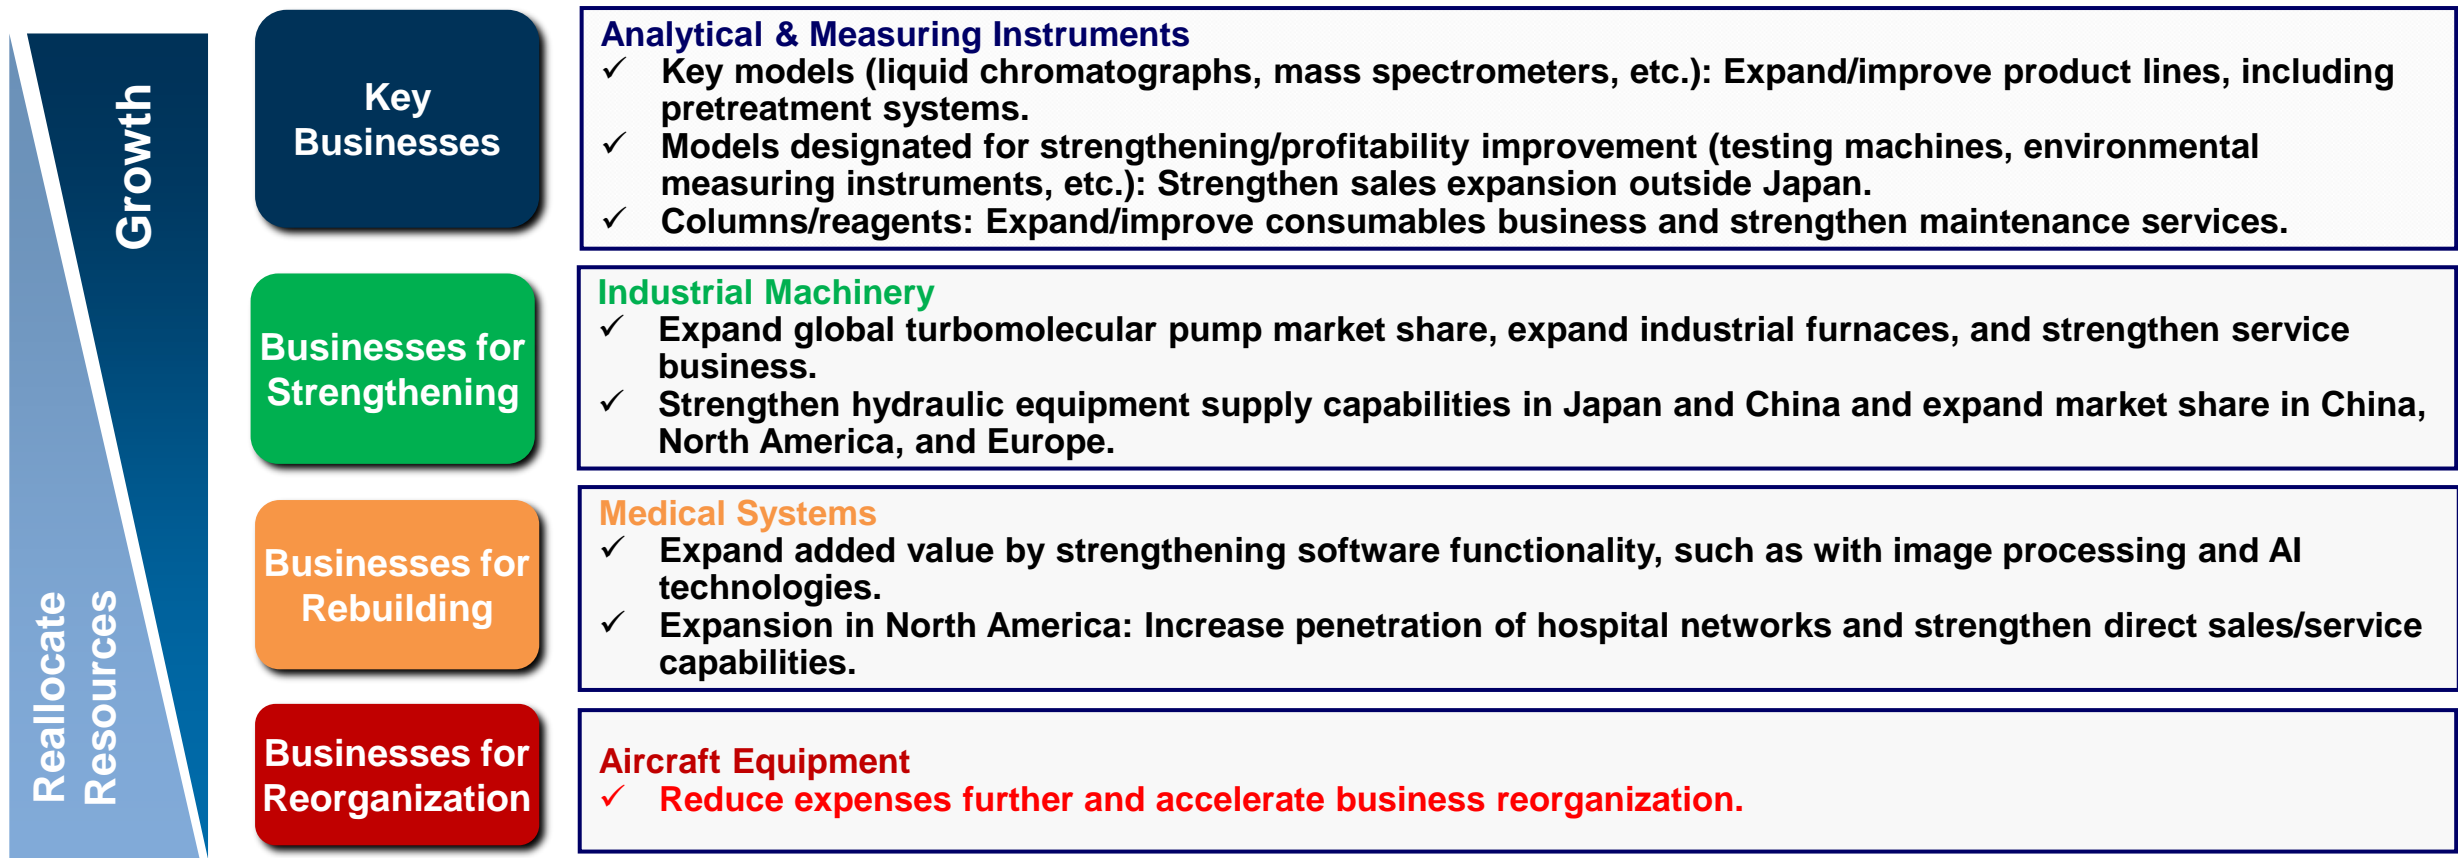 Growth
Reallocate
Resources
Key
Businesses
Analytical & Measuring Instruments
✓ Key models (liquid chromatographs, mass spectrometers, etc.): Expand/improve product lines, including
pretreatment systems.
✓ Models designated for strengthening/profitability improvement (testing machines, environmental
measuring instruments, etc.): Strengthen sales expansion outside Japan.
✓ Columns/reagents: Expand/improve consumables business and strengthen maintenance services.
Businesses for
Strengthening
Industrial Machinery
✓ Expand global turbomolecular pump market share, expand industrial furnaces, and strengthen service
business.
✓ Strengthen hydraulic equipment supply capabilities in Japan and China and expand market share in China,
North America, and Europe.
Businesses for
Rebuilding
Medical Systems
✓ Expand added value by strengthening software functionality, such as with image processing and AI
technologies.
✓ Expansion in North America: Increase penetration of hospital networks and strengthen direct sales/service
capabilities.
Businesses for
Reorganization
Aircraft Equipment
✓ Reduce expenses further and accelerate business reorganization.